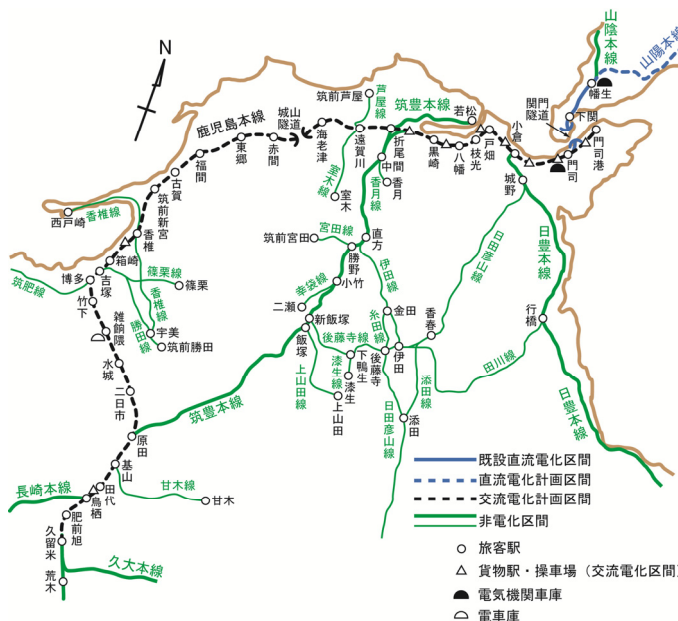 N
山陰本線
山陽本線
幡生
関門隧道
下関
門司港
門司
小倉
戸畑
枝光
八幡
黒崎
若松
筑豊本線
折尾
中間
香月
香月線
遠賀川
芦屋線
筑前芦屋
室木線
室木
海老津
城山隧道
鹿児島本線
赤間
東郷
福間
古賀
筑前新宮
香椎
香椎線
西戸崎
箱崎
吉塚
博多
筑肥線
竹下
雑餉隈
水城
二日市
原田
基山
田代
鳥栖
肥前旭
久留米
荒木
長崎本線
久大本線
甘木線
甘木
篠栗線
篠栗
香椎線
勝田線
宇美
筑前勝田
筑豊本線
宮田線
筑前宮田
直方
勝野
小竹
幸袋線
二瀬
新飯塚
飯塚
上山田線
上山田
後藤寺線
下鴨生
漆生線
漆生
後藤寺
糸田線
金田
伊田線
伊田
香春
日田彦山線
添田線
添田
日田彦山線
田川線
城野
日豊本線
行橋
日豊本線
既設直流電化区間
直流電化計画区間
交流電化計画区間
非電化区間
旅客駅
貨物駅・操車場（交流電化区間）
電気機関車庫
電車庫